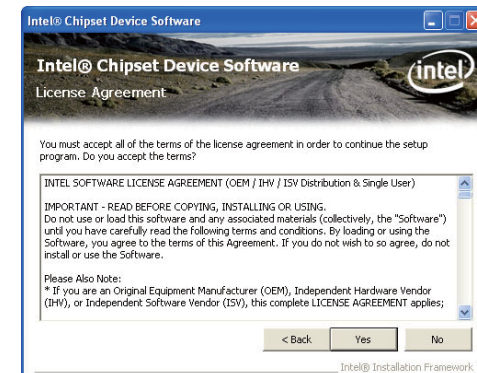 Intel® Chipset Device Software
Intel® Chipset Device Software
intel
License Agreement
You must accept all of the terms of the license agreement in order to continue the setup
program. Do you accept the terms?
INTEL SOFTWARE LICENSE AGREEMENT (OEM / IHV / ISV Distribution & Single User)
IMPORTANT - READ BEFORE COPYING, INSTALLING OR USING.
Do not use or load this software and any associated materials (collectively, the "Software")
until you have carefully read the following terms and conditions. By loading or using the
Software, you agree to the terms of this Agreement. If you do not wish to so agree, do not
install or use the Software.
Please Also Note:
* If you are an Original Equipment Manufacturer (OEM), Independent Hardware Vendor
(IHV), or Independent Software Vendor (ISV), this complete LICENSE AGREEMENT applies;
< Back
Yes
No
Intel® Installation Framework